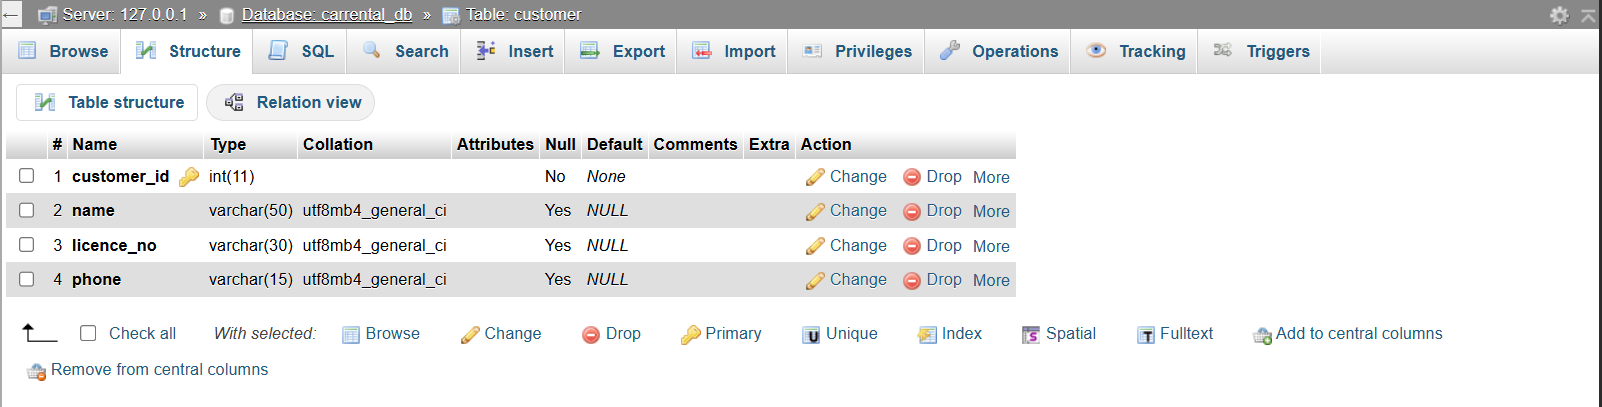 Server: 127.0.0.1 » Database: carrental_db » Table: customer
Browse Structure SQL Search Insert Export Import Privileges Operations Tracking Triggers
Table structure Relation view
# Name Type Collation Attributes Null Default Comments Extra Action
1 customer_id int(11) No None Change Drop More
2 name varchar(50) utf8mb4_general_ci Yes NULL Change Drop More
3 licence_no varchar(30) utf8mb4_general_ci Yes NULL Change Drop More
4 phone varchar(15) utf8mb4_general_ci Yes NULL Change Drop More
Check all With selected: Browse Change Drop Primary Unique Index Spatial Fulltext Add to central columns
Remove from central columns